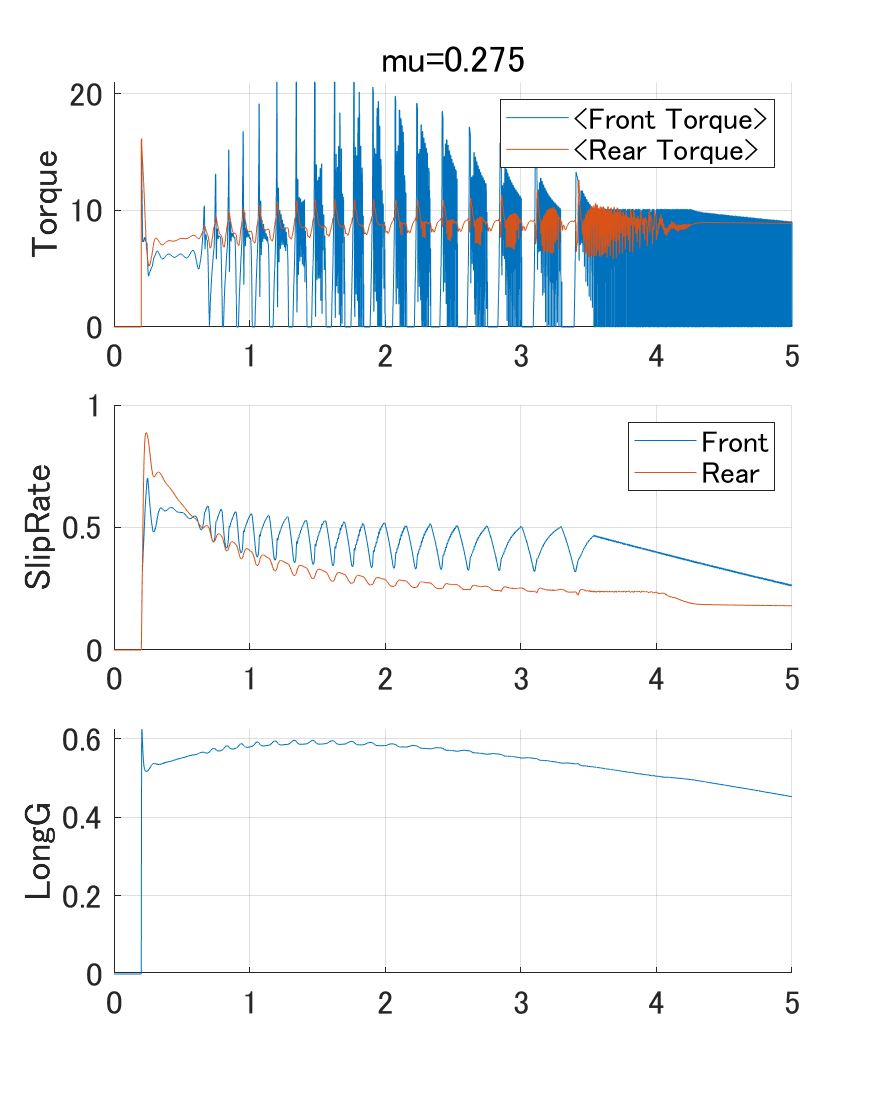 mu=0.275
Torque
20
10
0
<Front Torque>
<Rear Torque>
0 1 2 3 4 5
SlipRate
1
0.5
0
Front
Rear
0 1 2 3 4 5
LongG
0.6
0.4
0.2
0
0 1 2 3 4 5